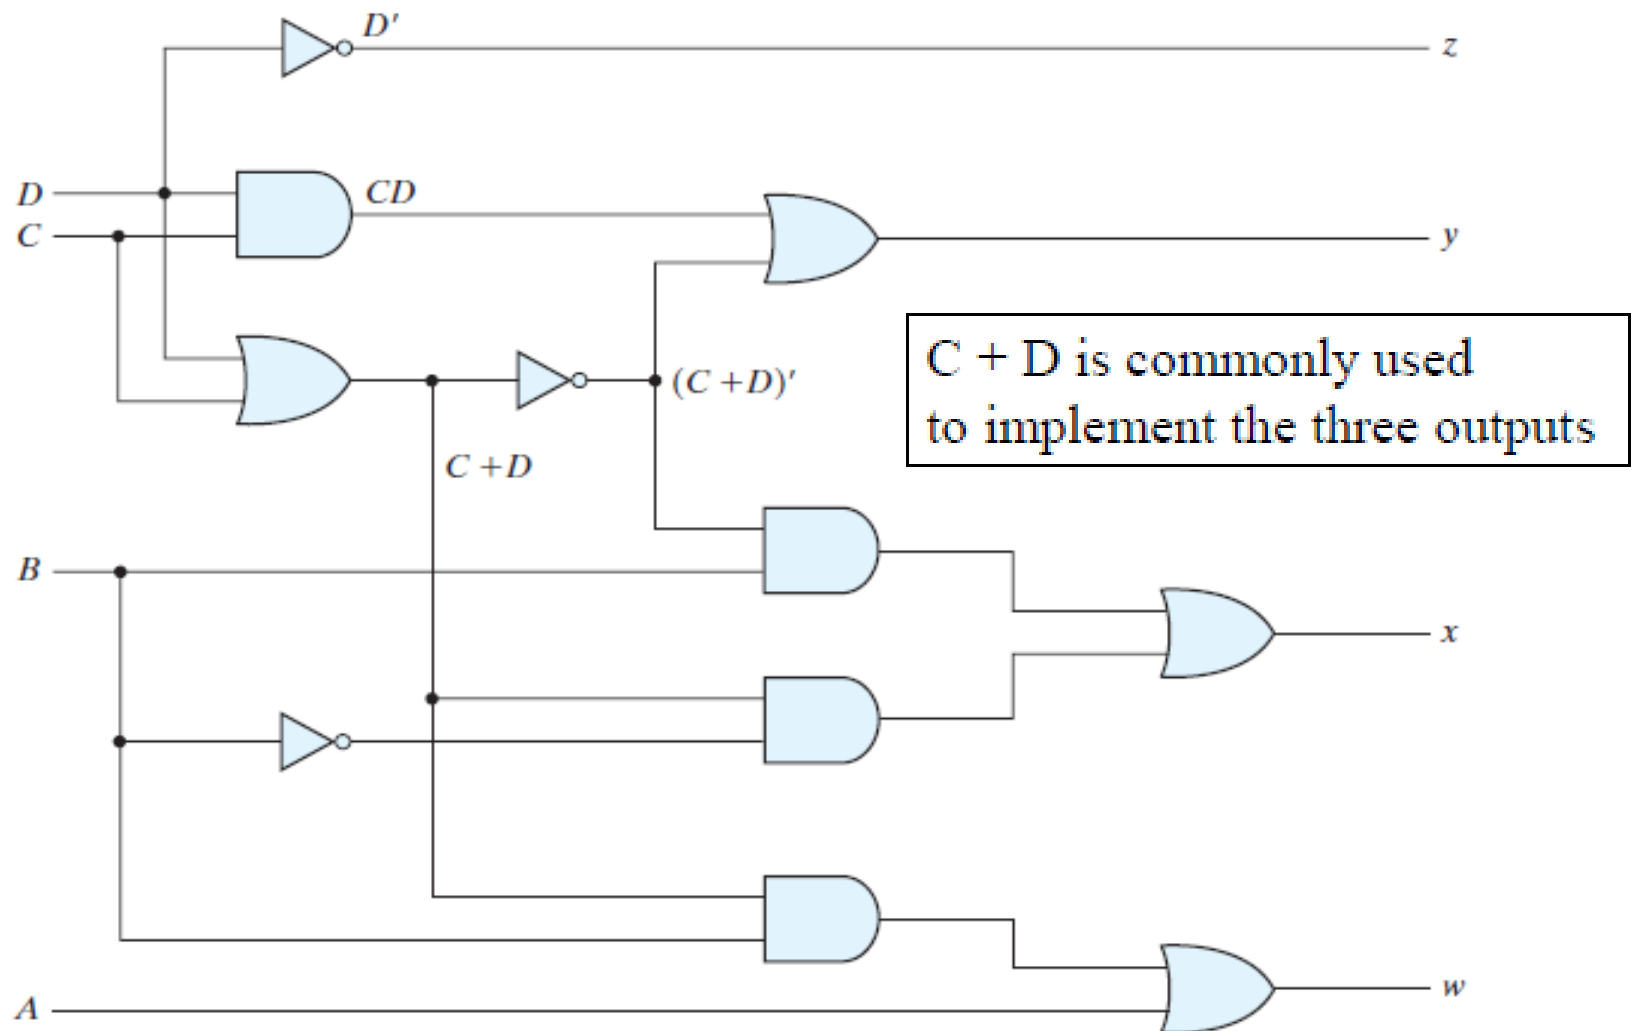 D'
z
D
CD
C
y
C + D is commonly used
(C +D)'
to implement the three outputs
C +D
B
x
w
A